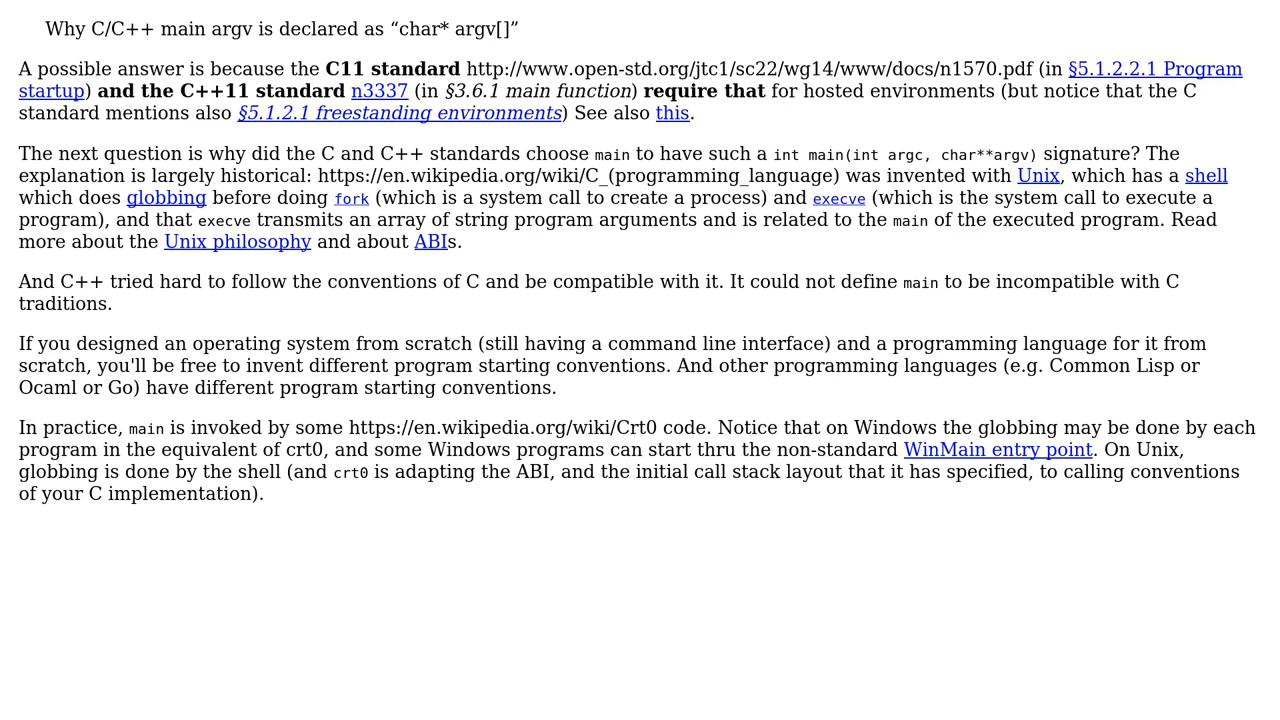 Why C/C++ main argv is declared as “char* argv[]”
A possible answer is because the C11 standard http://www.open-std.org/jtc1/sc22/wg14/www/docs/n1570.pdf (in §5.1.2.2.1 Program
startup) and the C++11 standard n3337 (in §3.6.1 main function) require that for hosted environments (but notice that the C
standard mentions also §5.1.2.1 freestanding environments) See also this.
The next question is why did the C and C++ standards choose main to have such a int main(int argc, char**argv) signature? The
explanation is largely historical: https://en.wikipedia.org/wiki/C_(programming_language) was invented with Unix, which has a shell
which does globbing before doing fork (which is a system call to create a process) and execve (which is the system call to execute a
program), and that execve transmits an array of string program arguments and is related to the main of the executed program. Read
more about the Unix philosophy and about ABIs.
And C++ tried hard to follow the conventions of C and be compatible with it. It could not define main to be incompatible with C
traditions.
If you designed an operating system from scratch (still having a command line interface) and a programming language for it from
scratch, you'll be free to invent different program starting conventions. And other programming languages (e.g. Common Lisp or
Ocaml or Go) have different program starting conventions.
In practice, main is invoked by some https://en.wikipedia.org/wiki/Crt0 code. Notice that on Windows the globbing may be done by each
program in the equivalent of crt0, and some Windows programs can start thru the non-standard WinMain entry point. On Unix,
globbing is done by the shell (and crt0 is adapting the ABI, and the initial call stack layout that it has specified, to calling conventions
of your C implementation).